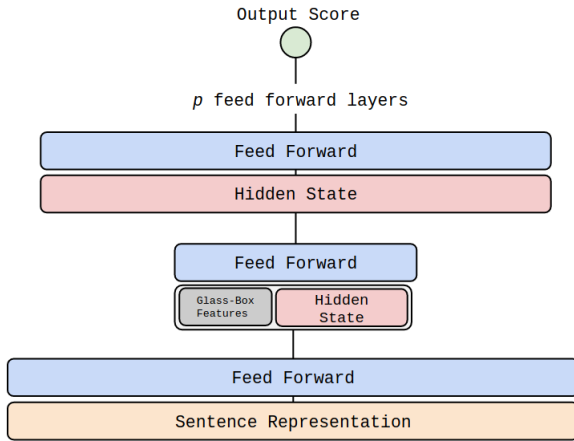 Output Score
p feed forward layers
Feed Forward
Hidden State
Feed Forward
Glass-Box
Features
Hidden
State
Feed Forward
Sentence Representation